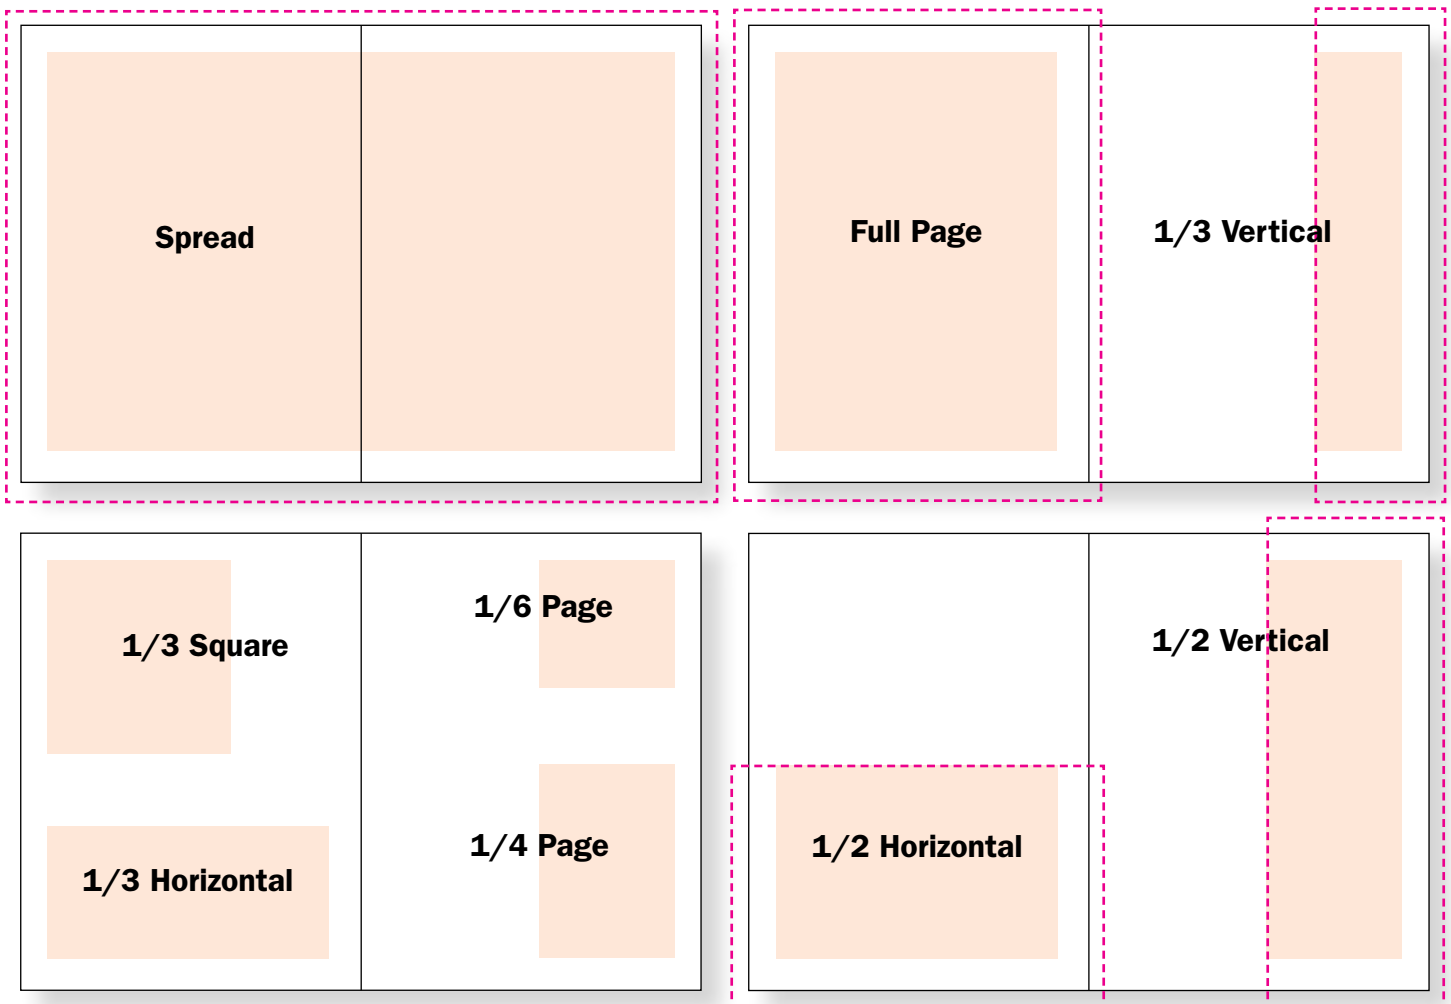 Spread
Full Page
1/3 Vertical
1/3 Square
1/6 Page
1/3 Horizontal
1/4 Page
1/2 Vertical
1/2 Horizontal